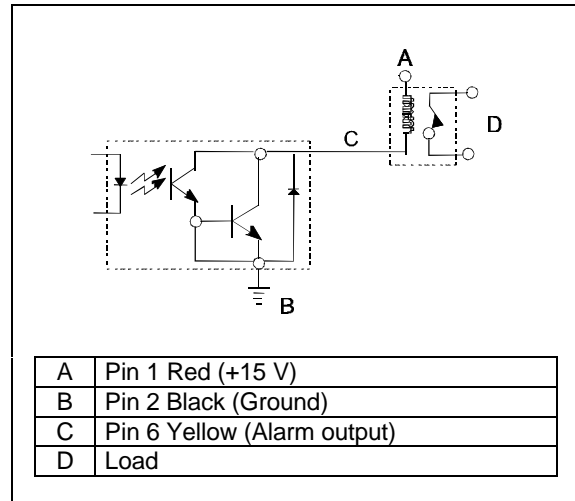 A
C
D
B
A Pin 1 Red (+15 V)
B Pin 2 Black (Ground)
C Pin 6 Yellow (Alarm output)
D Load